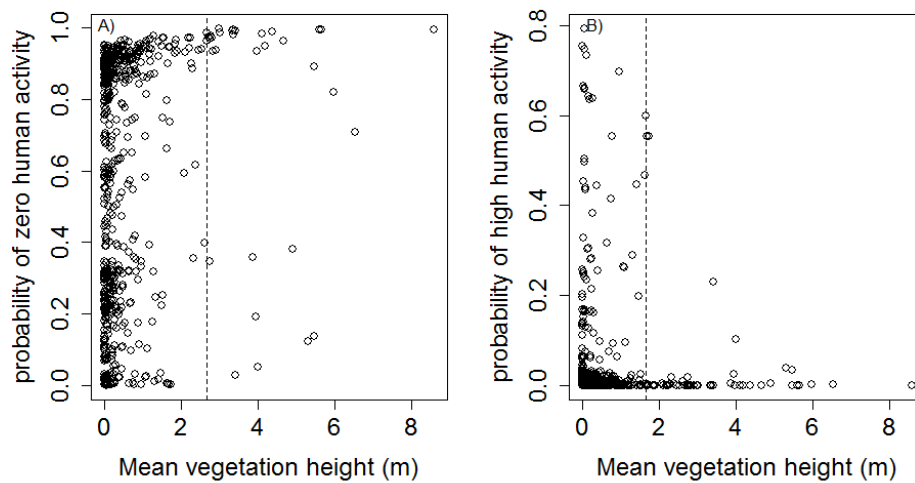 A)
probability of zero human activity
1.0
0.8
0.6
0.4
0.2
0.0
0 2 4 6 8
Mean vegetation height (m)
B)
probability of high human activity
0.8
0.6
0.4
0.2
0.0
0 2 4 6 8
Mean vegetation height (m)